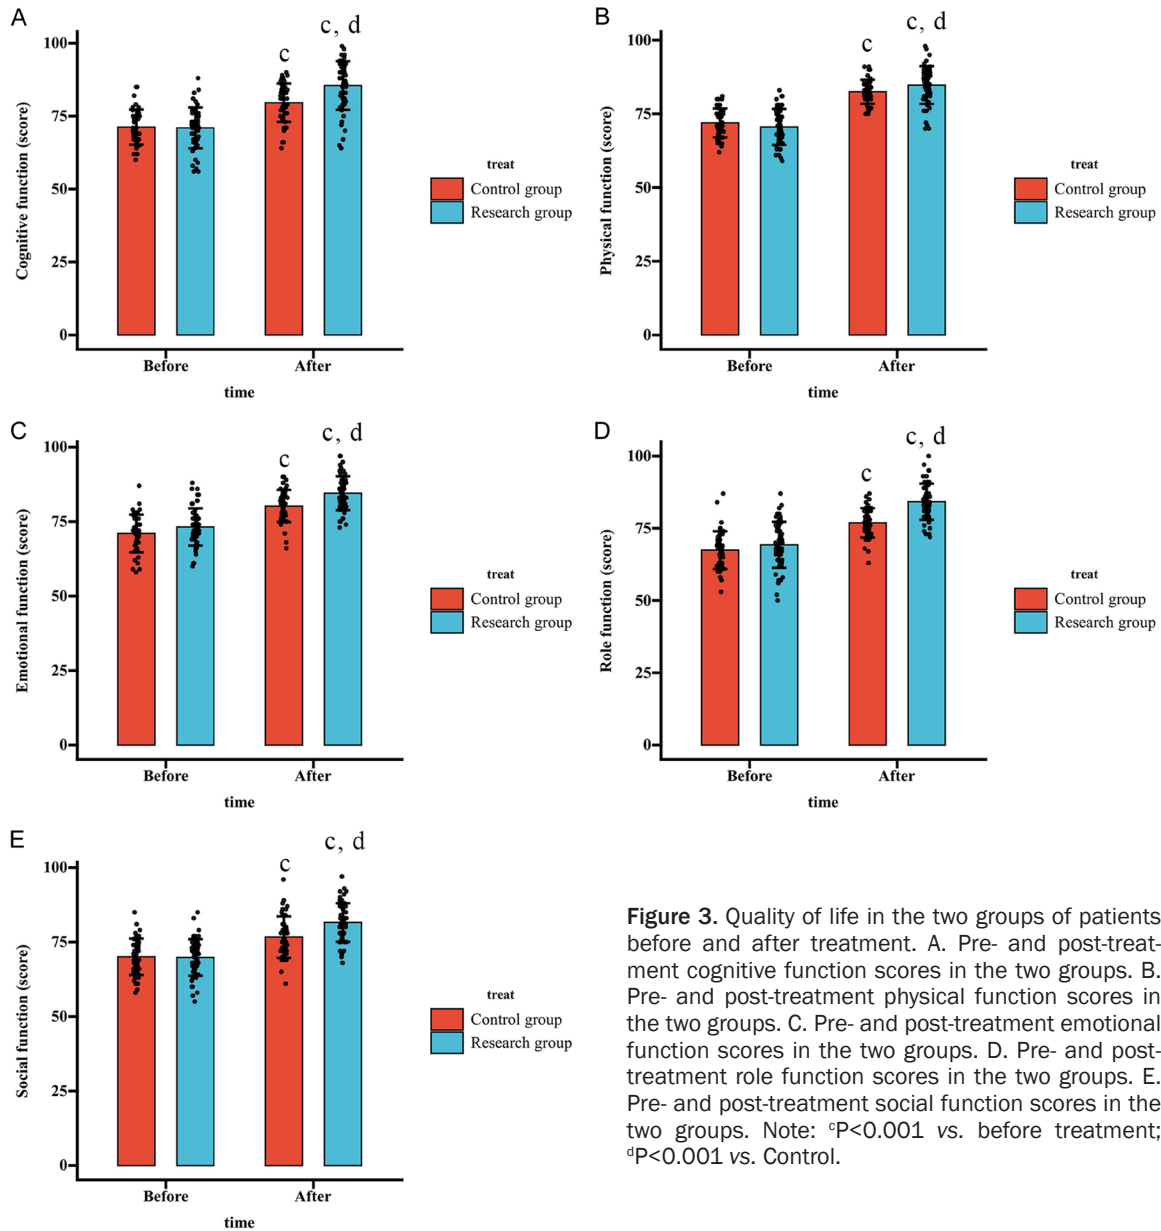 A
c, d
c
100
75
50
25
0
Cognitive function (score)
Before
After
time
treat
Control group
Research group
B
c, d
c
100
75
50
25
0
Physical function (score)
Before
After
time
treat
Control group
Research group
C
c, d
c
100
75
50
25
0
Emotional function (score)
Before
After
time
treat
Control group
Research group
D
c, d
c
100
75
50
25
0
Role function (score)
Before
After
time
treat
Control group
Research group
E
c, d
c
100
75
50
25
0
Social function (score)
Before
After
time
treat
Control group
Research group
Figure 3. Quality of life in the two groups of patients
before and after treatment. A. Pre- and post-treat-
ment cognitive function scores in the two groups. B.
Pre- and post-treatment physical function scores in
the two groups. C. Pre- and post-treatment emotional
function scores in the two groups. D. Pre- and post-
treatment role function scores in the two groups. E.
Pre- and post-treatment social function scores in the
two groups. Note: ᶜP<0.001 vs. before treatment;
ᵈP<0.001 vs. Control.